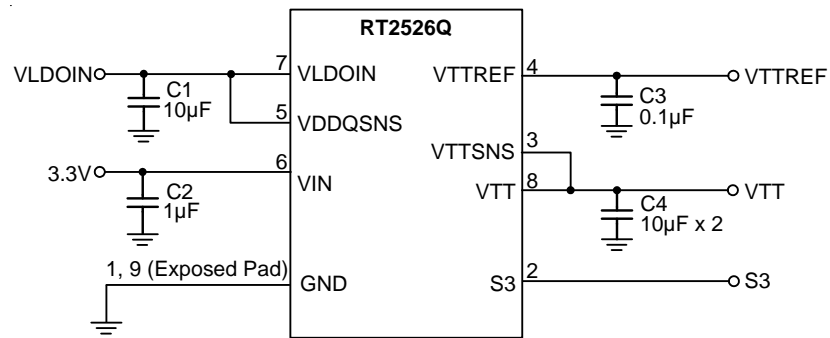 RT2526Q
VLDOIN
7
VLDOIN
VTTREF
4
VTTREF
C1
10µF
5
VDDQSNS
C3
0.1µF
3.3V
6
VIN
VTTSNS
3
C2
1µF
VTT
8
VTT
C4
10µF x 2
1, 9 (Exposed Pad)
GND
S3
2
S3